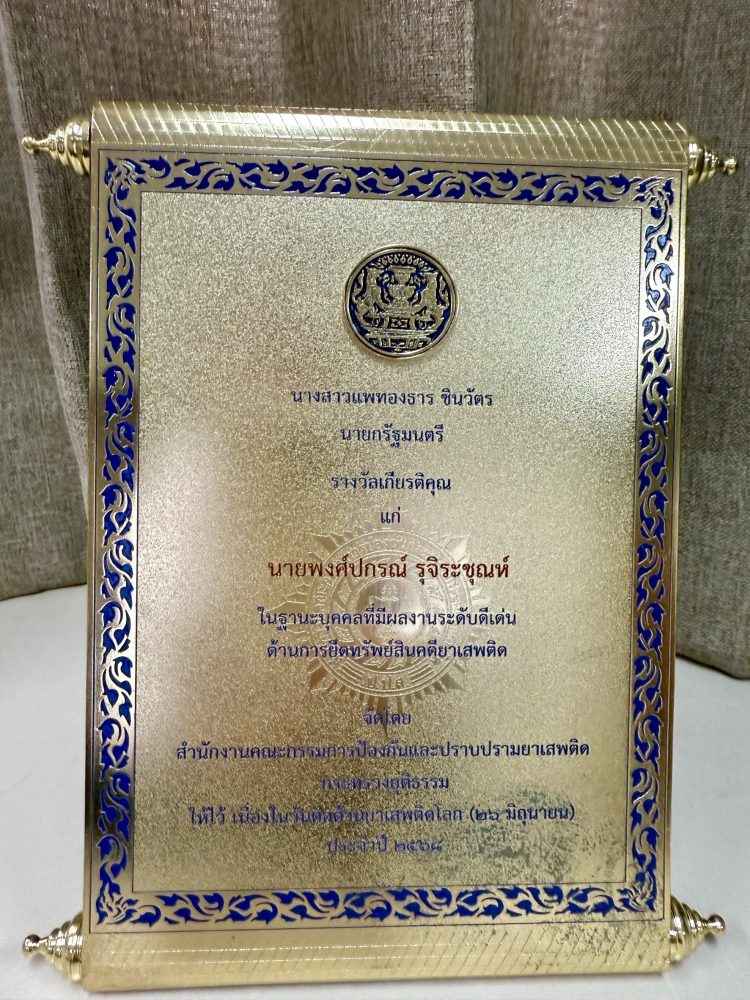 นางสาวแพทองธาร ชินวัตร
นายกรัฐมนตรี
รางวัลเกียรติคุณ
แก่
นายพงศ์ปกรณ์ รุจิระชุณห์
ในฐานะบุคคลที่มีผลงานระดับดีเด่น
ด้านการยึดทรัพย์สินคดียาเสพติด
ป.ป.ส.
จัดโดย
สำนักงานคณะกรรมการป้องกันและปราบปรามยาเสพติด
กระทรวงยุติธรรม
ให้ไว้ เนื่องในวันต่อต้านยาเสพติดโลก (๒๖ มิถุนายน)
ประจำปี ๒๕๖๘